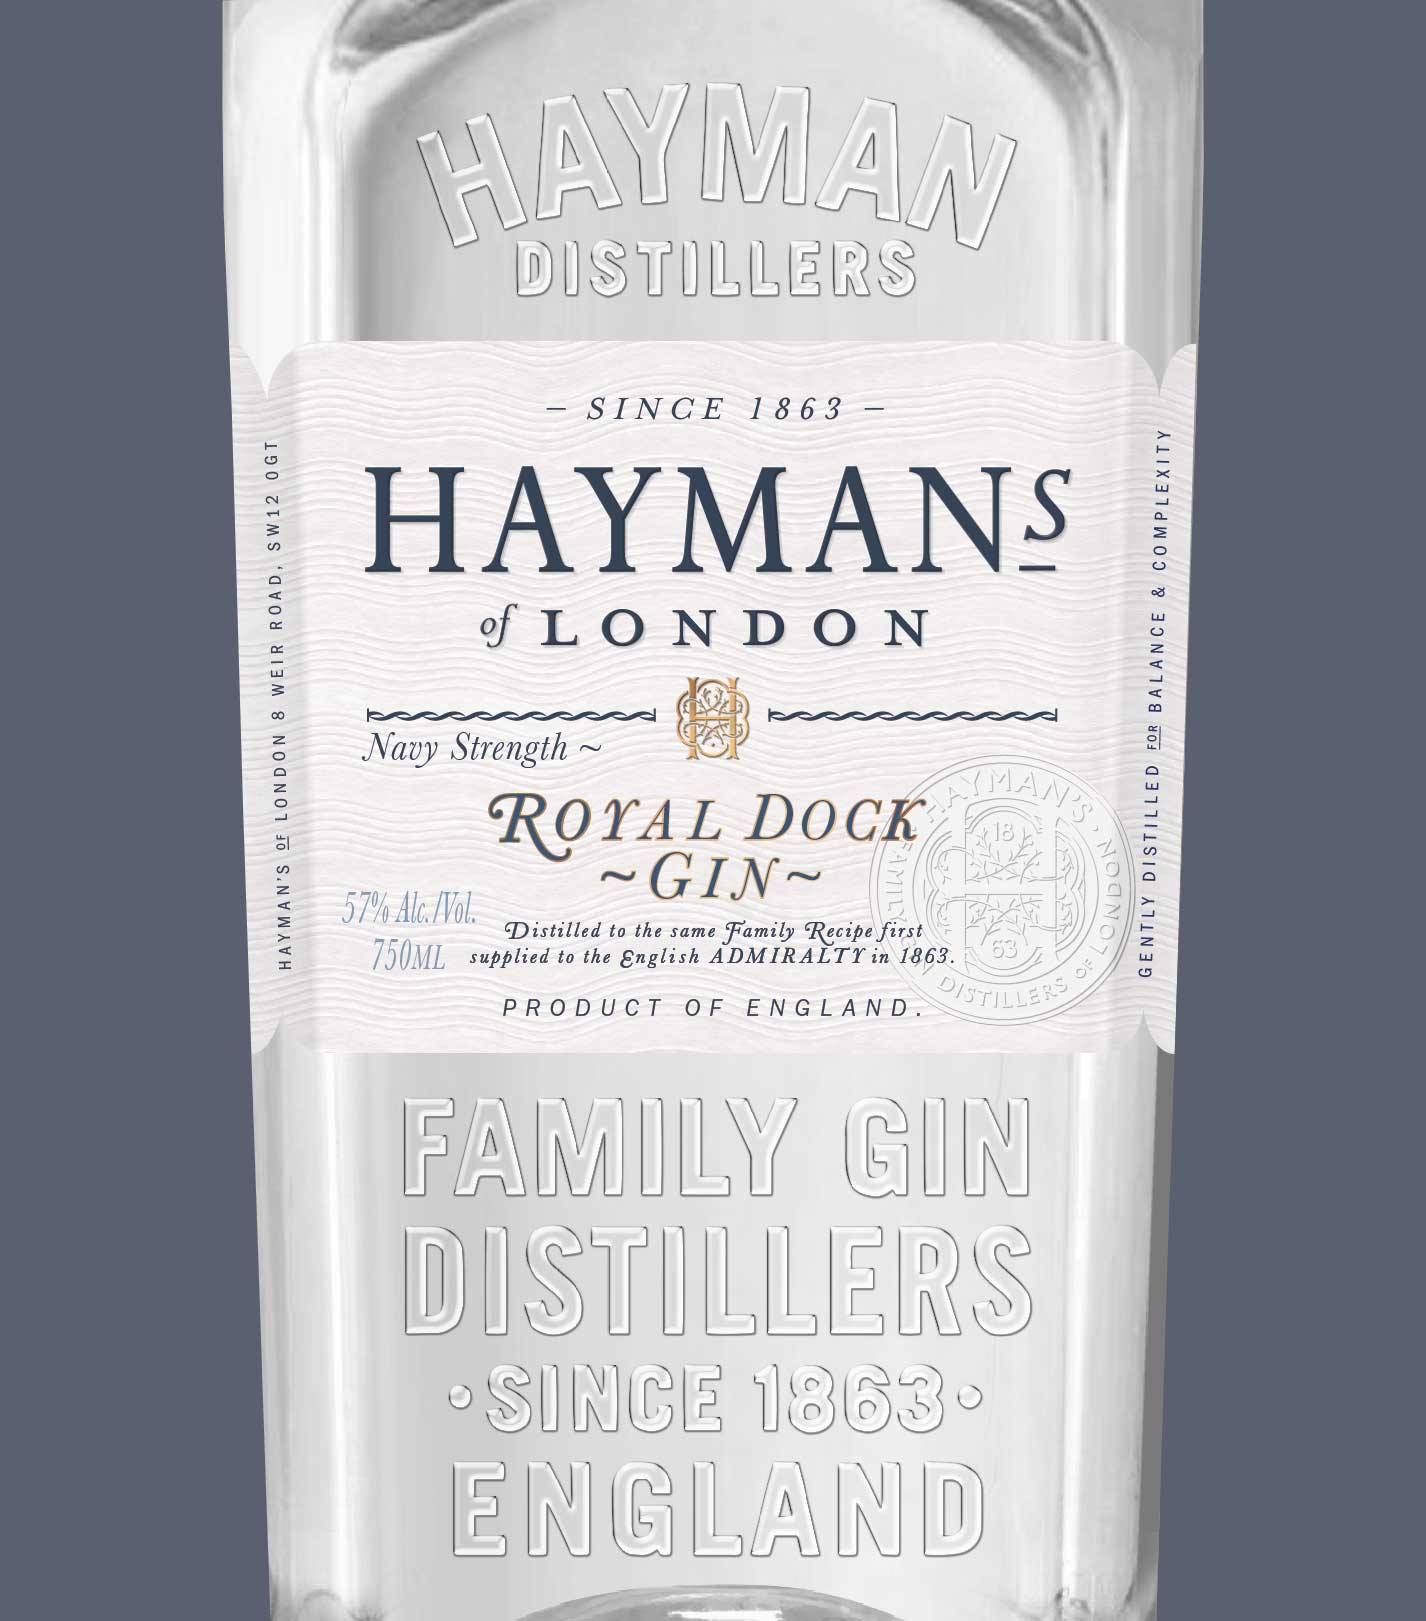 HAYMAN
DISTILLERS
– SINCE 1863 –
HAYMANS
of LONDON
H
Navy Strength ~
ROYAL DOCK
~GIN~
57% Alc./Vol.
750ML
Distilled to the same Family Recipe first
supplied to the English ADMIRALTY in 1863.
PRODUCT OF ENGLAND.
HAYMAN'S OF LONDON 8 WEIR ROAD, SW12 0GT
GENTLY DISTILLED FOR BALANCE & COMPLEXITY
HAYMAN'S · LONDON
18 H 63
FAMILY GIN DISTILLERS OF LONDON
FAMILY GIN
DISTILLERS
· SINCE 1863 ·
ENGLAND